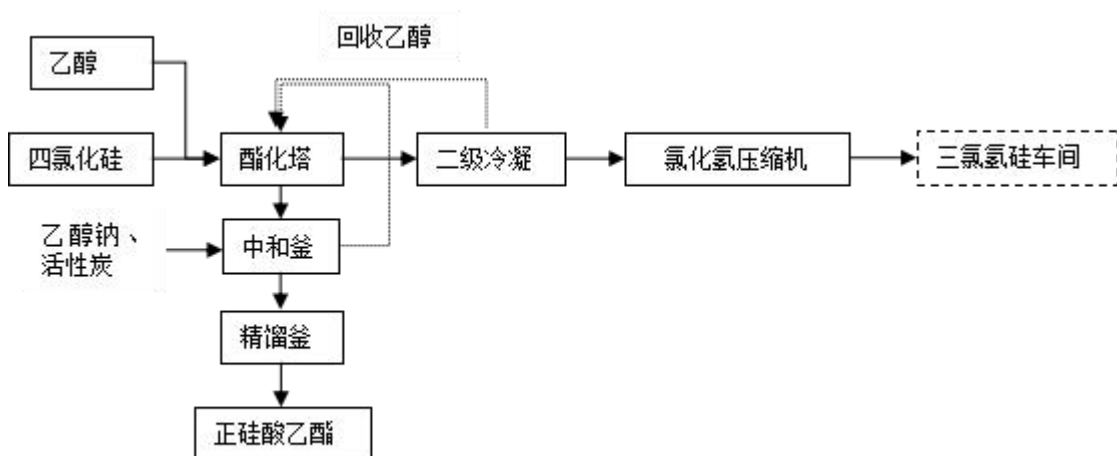 回收乙醇
乙醇
四氯化硅
酯化塔
二级冷凝
氯化氢压缩机
三氯氢硅车间
乙醇钠、
活性炭
中和釜
精馏釜
正硅酸乙酯